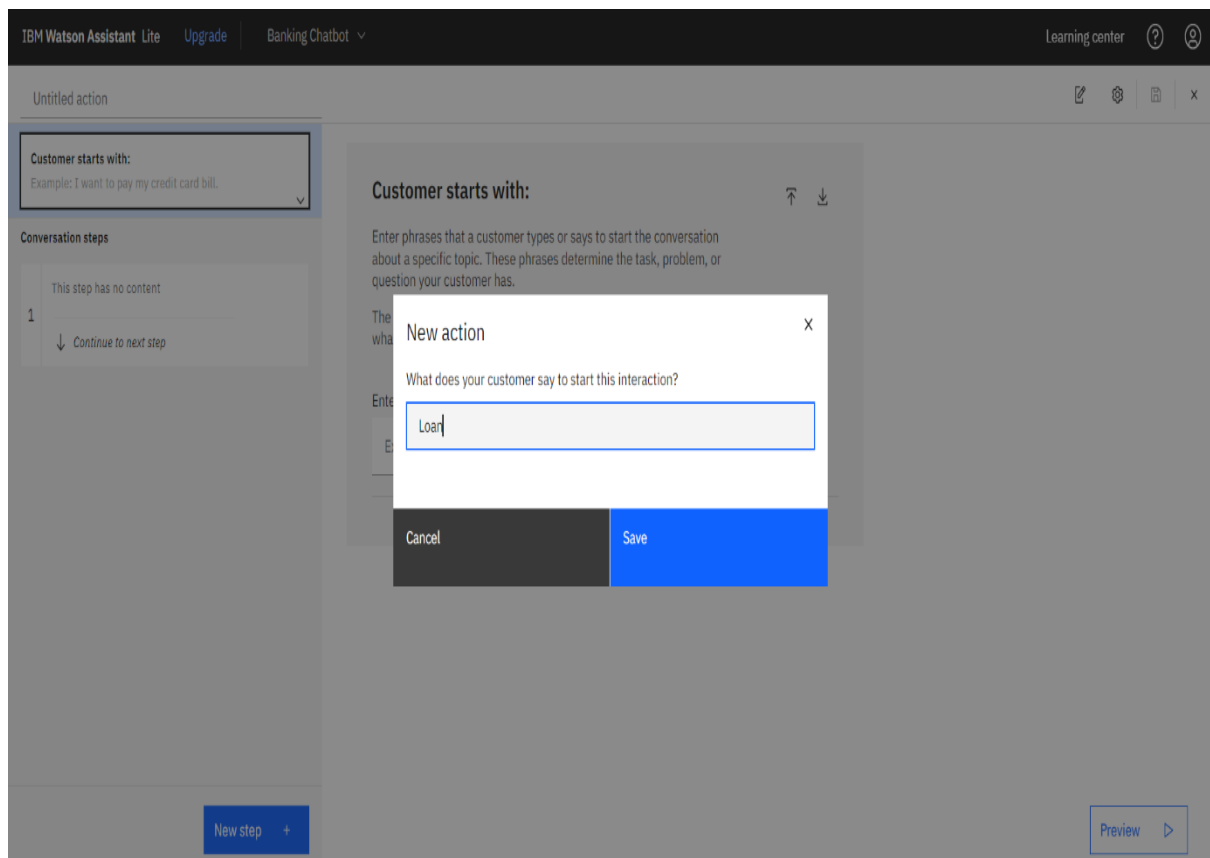 IBM Watson Assistant Lite Upgrade Banking Chatbot Learning center
Untitled action
Customer starts with:
Example: I want to pay my credit card bill.
Conversation steps
1
This step has no content
Continue to next step
New step +
Customer starts with:
Enter phrases that a customer types or says to start the conversation
about a specific topic. These phrases determine the task, problem, or
question your customer has.
The
New action X
What does your customer say to start this interaction?
Loan
Cancel Save
Preview